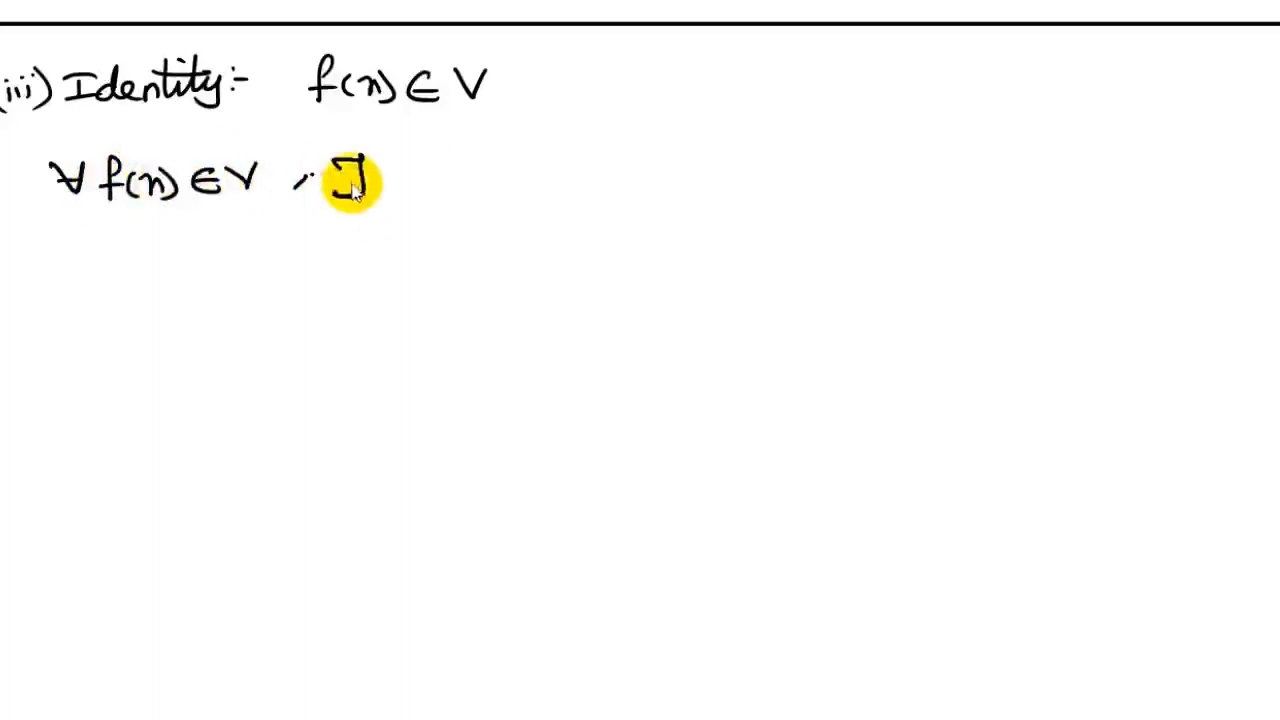 (iii) Identity:- f(x) ∈ V
∀ f(x) ∈ V , ∃